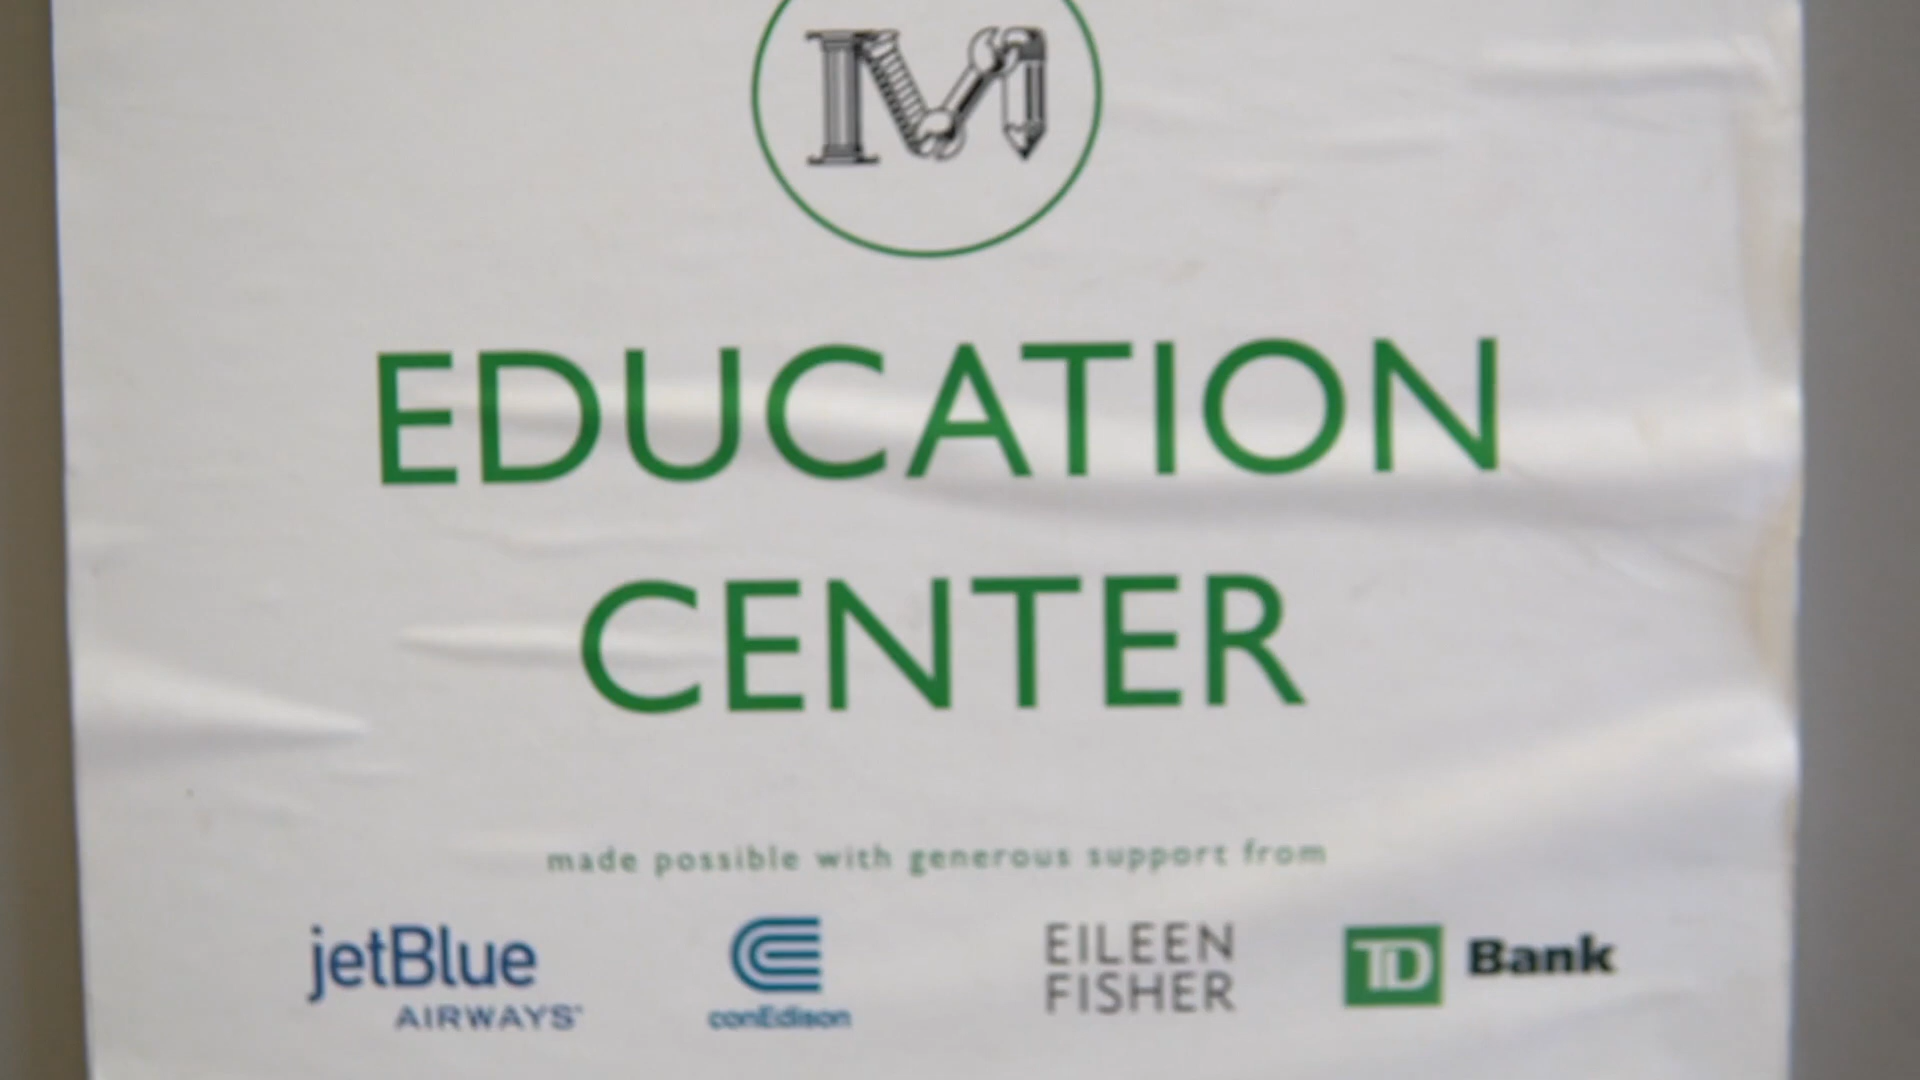 M
EDUCATION
CENTER
made possible with generous support from
jetBlue
AIRWAYS®
conEdison
EILEEN
FISHER
TD Bank